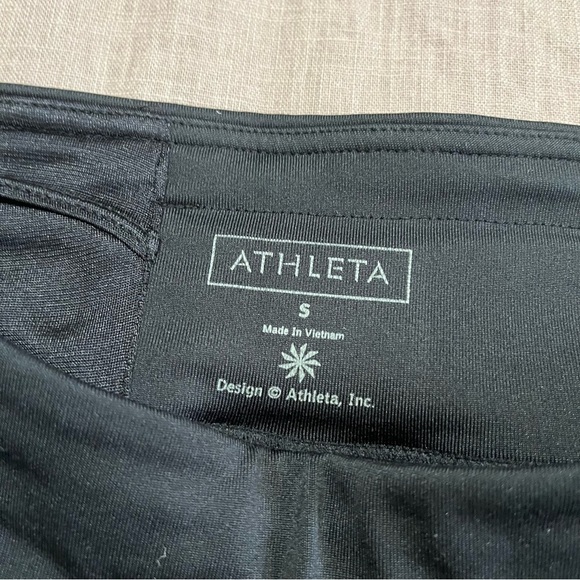 ATHLETA
S
Made In Vietnam
Design © Athleta, Inc.